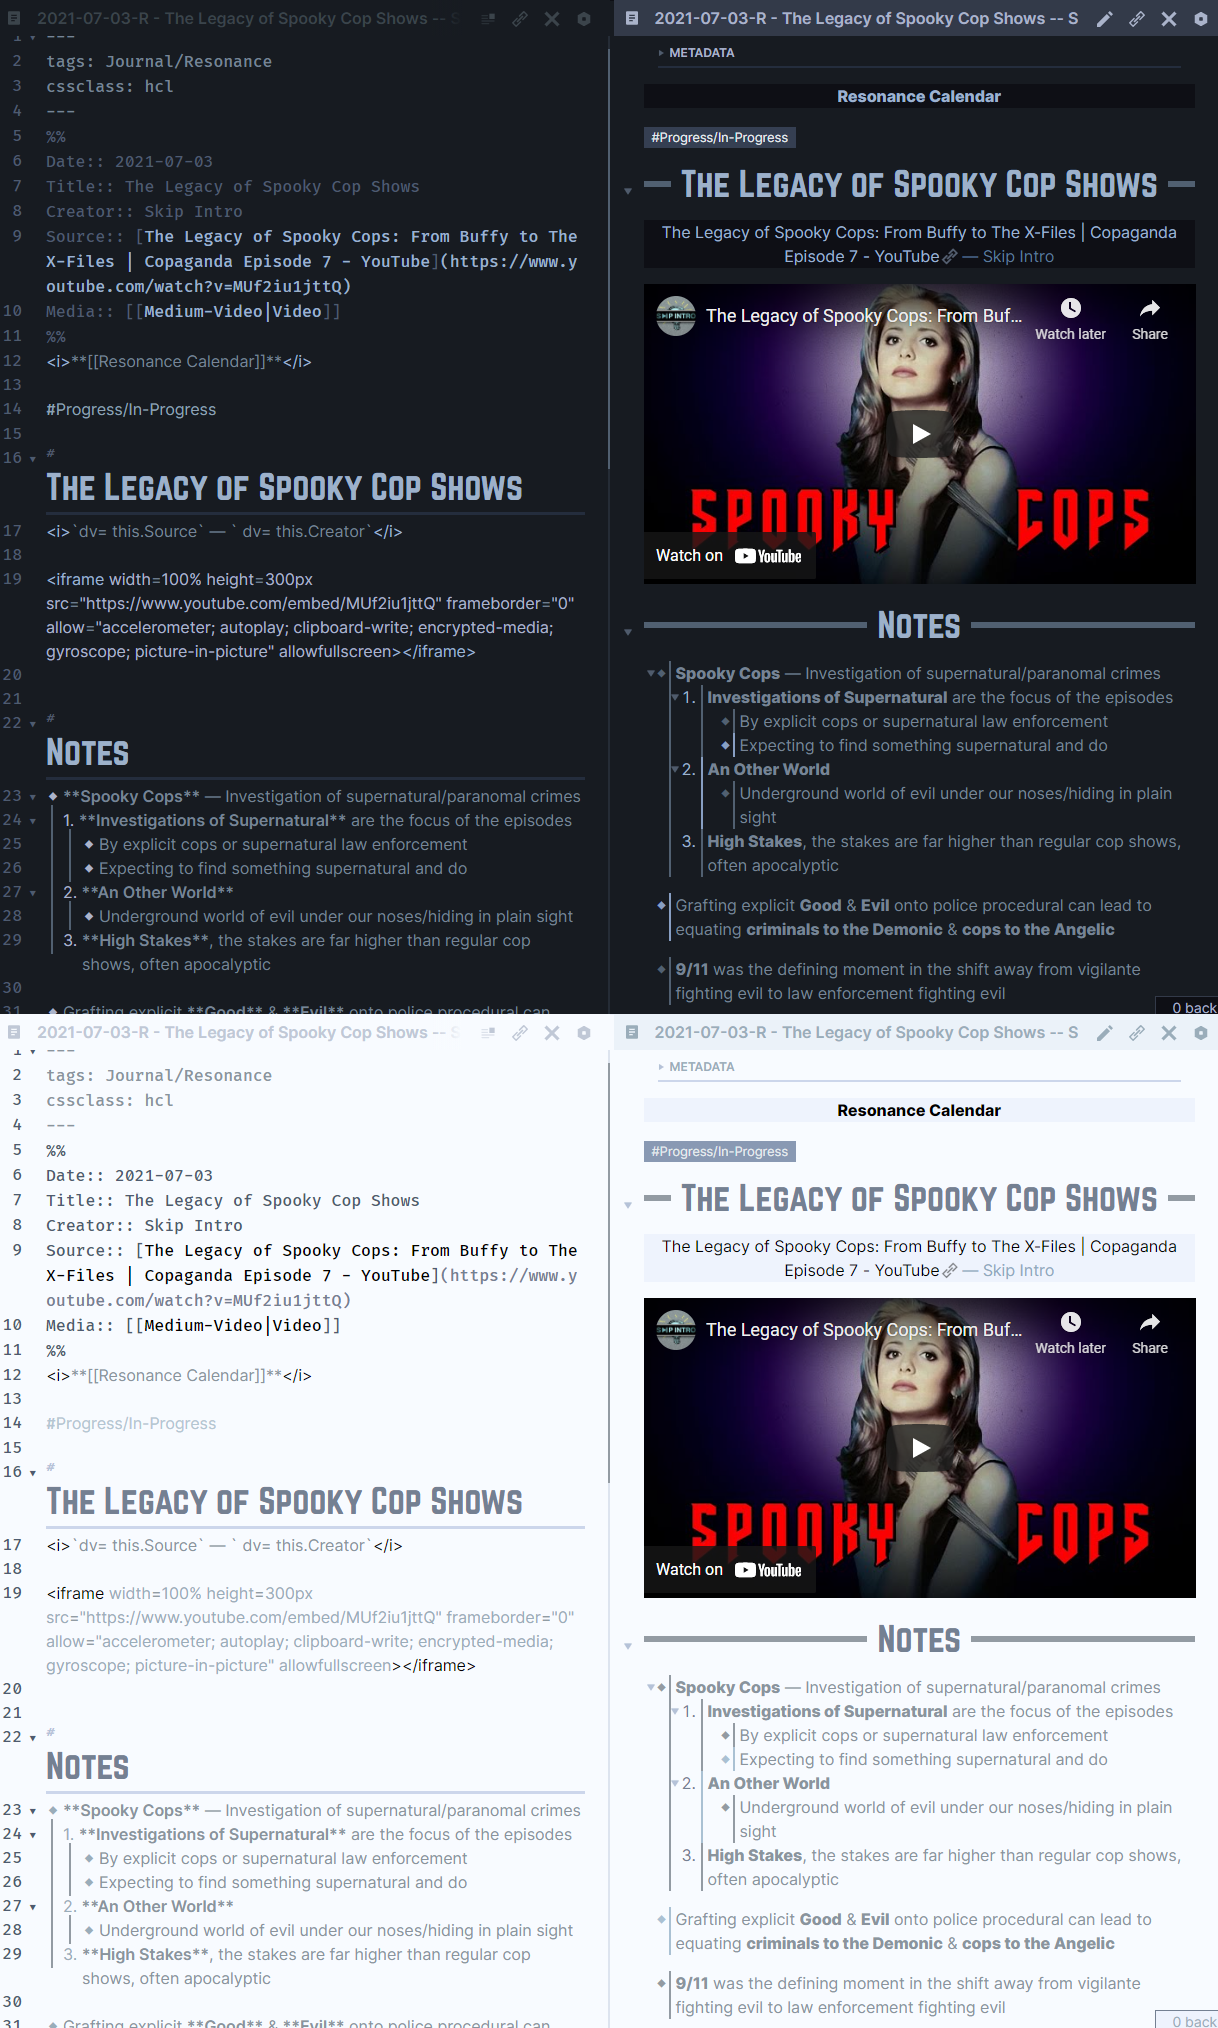 2021-07-03-R - The Legacy of Spooky Cop Shows -- S
1 ---
2 tags: Journal/Resonance
3 cssclass: hcl
4 ---
5 %%
6 Date:: 2021-07-03
7 Title:: The Legacy of Spooky Cop Shows
8 Creator:: Skip Intro
9 Source:: [The Legacy of Spooky Cops: From Buffy to The
X-Files | Copaganda Episode 7 - YouTube](https://www.y
outube.com/watch?v=MUf2iu1jttQ)
10 Media:: [[Medium-Video|Video]]
11 %%
12 <i>**[[Resonance Calendar]]**</i>
13
14 #Progress/In-Progress
15
16 #
The Legacy of Spooky Cop Shows
17 <i>`dv= this.Source` — ` dv= this.Creator`</i>
18
19 <iframe width=100% height=300px
src="https://www.youtube.com/embed/MUf2iu1jttQ" frameborder="0"
allow="accelerometer; autoplay; clipboard-write; encrypted-media;
gyroscope; picture-in-picture" allowfullscreen></iframe>
20
21
22 #
Notes
23 ◆ **Spooky Cops** — Investigation of supernatural/paranomal crimes
24 1. **Investigations of Supernatural** are the focus of the episodes
25 ◆ By explicit cops or supernatural law enforcement
26 ◆ Expecting to find something supernatural and do
27 2. **An Other World**
28 ◆ Underground world of evil under our noses/hiding in plain sight
29 3. **High Stakes**, the stakes are far higher than regular cop
shows, often apocalyptic
30
31 ◆ Grafting explicit **Good** & **Evil** onto police procedural can
2021-07-03-R - The Legacy of Spooky Cop Shows -- S
METADATA
Resonance Calendar
#Progress/In-Progress
The Legacy of Spooky Cop Shows
The Legacy of Spooky Cops: From Buffy to The X-Files | Copaganda
Episode 7 - YouTube — Skip Intro
SKIP INTRO
The Legacy of Spooky Cops: From Buf...
Watch later
Share
SPOOKY COPS
Watch on YouTube
Notes
◆ Spooky Cops — Investigation of supernatural/paranomal crimes
1. Investigations of Supernatural are the focus of the episodes
◆ By explicit cops or supernatural law enforcement
◆ Expecting to find something supernatural and do
2. An Other World
◆ Underground world of evil under our noses/hiding in plain
sight
3. High Stakes, the stakes are far higher than regular cop shows,
often apocalyptic
◆ Grafting explicit Good & Evil onto police procedural can lead to
equating criminals to the Demonic & cops to the Angelic
◆ 9/11 was the defining moment in the shift away from vigilante
fighting evil to law enforcement fighting evil
0 back
2021-07-03-R - The Legacy of Spooky Cop Shows -- S
1 ---
2 tags: Journal/Resonance
3 cssclass: hcl
4 ---
5 %%
6 Date:: 2021-07-03
7 Title:: The Legacy of Spooky Cop Shows
8 Creator:: Skip Intro
9 Source:: [The Legacy of Spooky Cops: From Buffy to The
X-Files | Copaganda Episode 7 - YouTube](https://www.y
outube.com/watch?v=MUf2iu1jttQ)
10 Media:: [[Medium-Video|Video]]
11 %%
12 <i>**[[Resonance Calendar]]**</i>
13
14 #Progress/In-Progress
15
16 #
The Legacy of Spooky Cop Shows
17 <i>`dv= this.Source` — ` dv= this.Creator`</i>
18
19 <iframe width=100% height=300px
src="https://www.youtube.com/embed/MUf2iu1jttQ" frameborder="0"
allow="accelerometer; autoplay; clipboard-write; encrypted-media;
gyroscope; picture-in-picture" allowfullscreen></iframe>
20
21
22 #
Notes
23 ◆ **Spooky Cops** — Investigation of supernatural/paranomal crimes
24 1. **Investigations of Supernatural** are the focus of the episodes
25 ◆ By explicit cops or supernatural law enforcement
26 ◆ Expecting to find something supernatural and do
27 2. **An Other World**
28 ◆ Underground world of evil under our noses/hiding in plain sight
29 3. **High Stakes**, the stakes are far higher than regular cop
shows, often apocalyptic
30
31 ◆ Grafting explicit **Good** & **Evil** onto police procedural can
2021-07-03-R - The Legacy of Spooky Cop Shows -- S
METADATA
Resonance Calendar
#Progress/In-Progress
The Legacy of Spooky Cop Shows
The Legacy of Spooky Cops: From Buffy to The X-Files | Copaganda
Episode 7 - YouTube — Skip Intro
SKIP INTRO
The Legacy of Spooky Cops: From Buf...
Watch later
Share
SPOOKY COPS
Watch on YouTube
Notes
◆ Spooky Cops — Investigation of supernatural/paranomal crimes
1. Investigations of Supernatural are the focus of the episodes
◆ By explicit cops or supernatural law enforcement
◆ Expecting to find something supernatural and do
2. An Other World
◆ Underground world of evil under our noses/hiding in plain
sight
3. High Stakes, the stakes are far higher than regular cop shows,
often apocalyptic
◆ Grafting explicit Good & Evil onto police procedural can lead to
equating criminals to the Demonic & cops to the Angelic
◆ 9/11 was the defining moment in the shift away from vigilante
fighting evil to law enforcement fighting evil
0 back